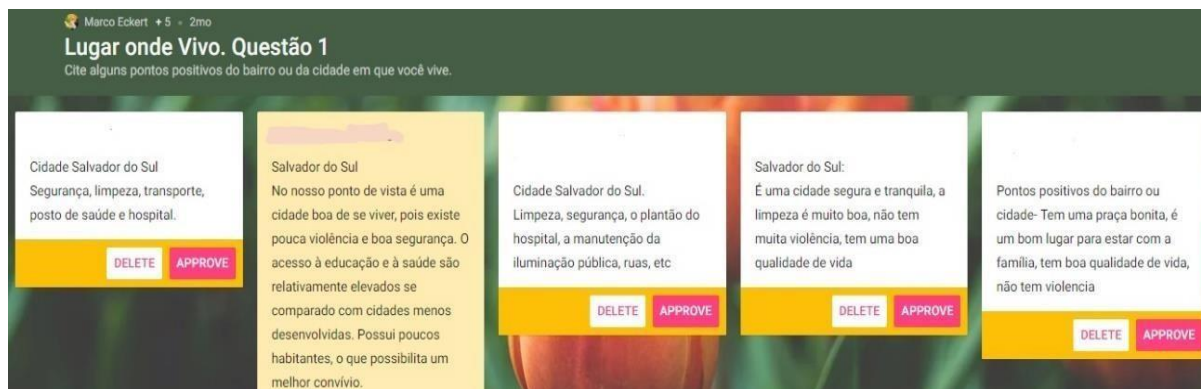 Marco Eckert +5 • 2mo
Lugar onde Vivo. Questão 1
Cite alguns pontos positivos do bairro ou da cidade em que você vive.
Cidade Salvador do Sul
Segurança, limpeza, transporte,
posto de saúde e hospital.
DELETE APPROVE
Salvador do Sul
No nosso ponto de vista é uma
cidade boa de se viver, pois existe
pouca violência e boa segurança. O
acesso à educação e à saúde são
relativamente elevados se
comparado com cidades menos
desenvolvidas. Possui poucos
habitantes, o que possibilita um
melhor convívio.
Cidade Salvador do Sul.
Limpeza, segurança, o plantão do
hospital, a manutenção da
iluminação pública, ruas, etc
DELETE APPROVE
Salvador do Sul:
É uma cidade segura e tranquila, a
limpeza é muito boa, não tem
muita violência, tem uma boa
qualidade de vida
DELETE APPROVE
Pontos positivos do bairro ou
cidade- Tem uma praça bonita, é
um bom lugar para estar com a
família, tem boa qualidade de vida,
não tem violencia
DELETE APPROVE